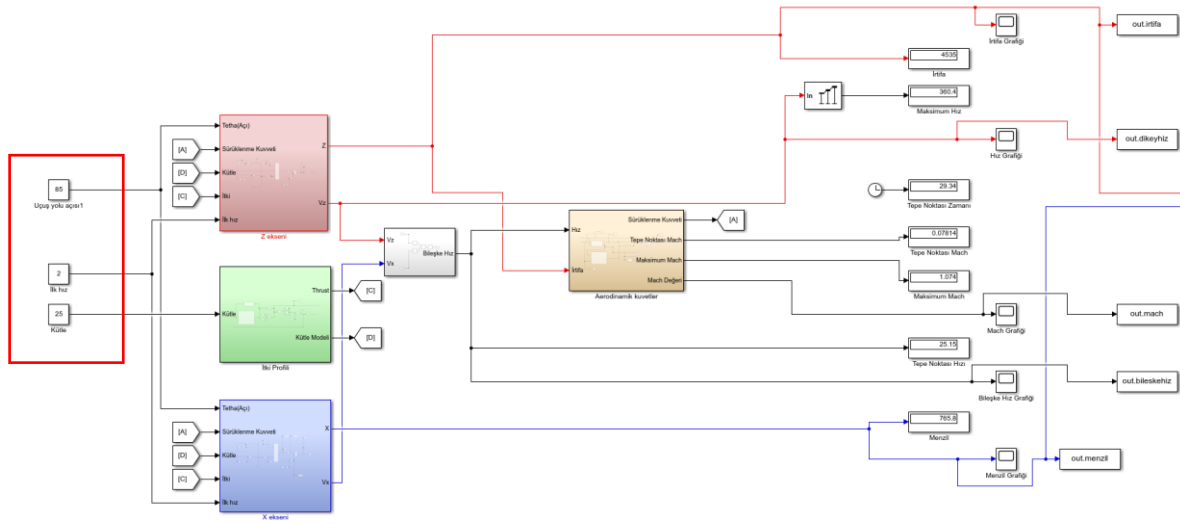 85
Uçuş yolu açısı1
2
İlk hız
25
Kütle
[A]
[D]
[C]
Tetha(Açı)
Sürüklenme Kuvveti
Kütle
İtki
İlk hız
Z
Vz
Z ekseni
Kütle
Thrust
Kütle Modeli
İtki Profili
[C]
[D]
[A]
[D]
[C]
Tetha(Açı)
Sürüklenme Kuvveti
Kütle
İtki
İlk hız
X
Vx
X ekseni
Vz
Vx
Bileşke Hız
Hız
İrtifa
Sürüklenme Kuvveti
Tepe Noktası Mach
Maksimum Mach
Mach Değeri
Aerodinamik kuvvetler
[A]
In
İrtifa Grafiği
out.irtifa
4535
İrtifa
360.4
Maksimum Hız
Hız Grafiği
out.dikeyhiz
29.34
Tepe Noktası Zamanı
0.07814
Tepe Noktası Mach
1.074
Maksimum Mach
Mach Grafiği
out.mach
25.15
Tepe Noktası Hızı
Bileşke Hız Grafiği
out.bileskehiz
765.8
Menzil
Menzil Grafiği
out.menzil